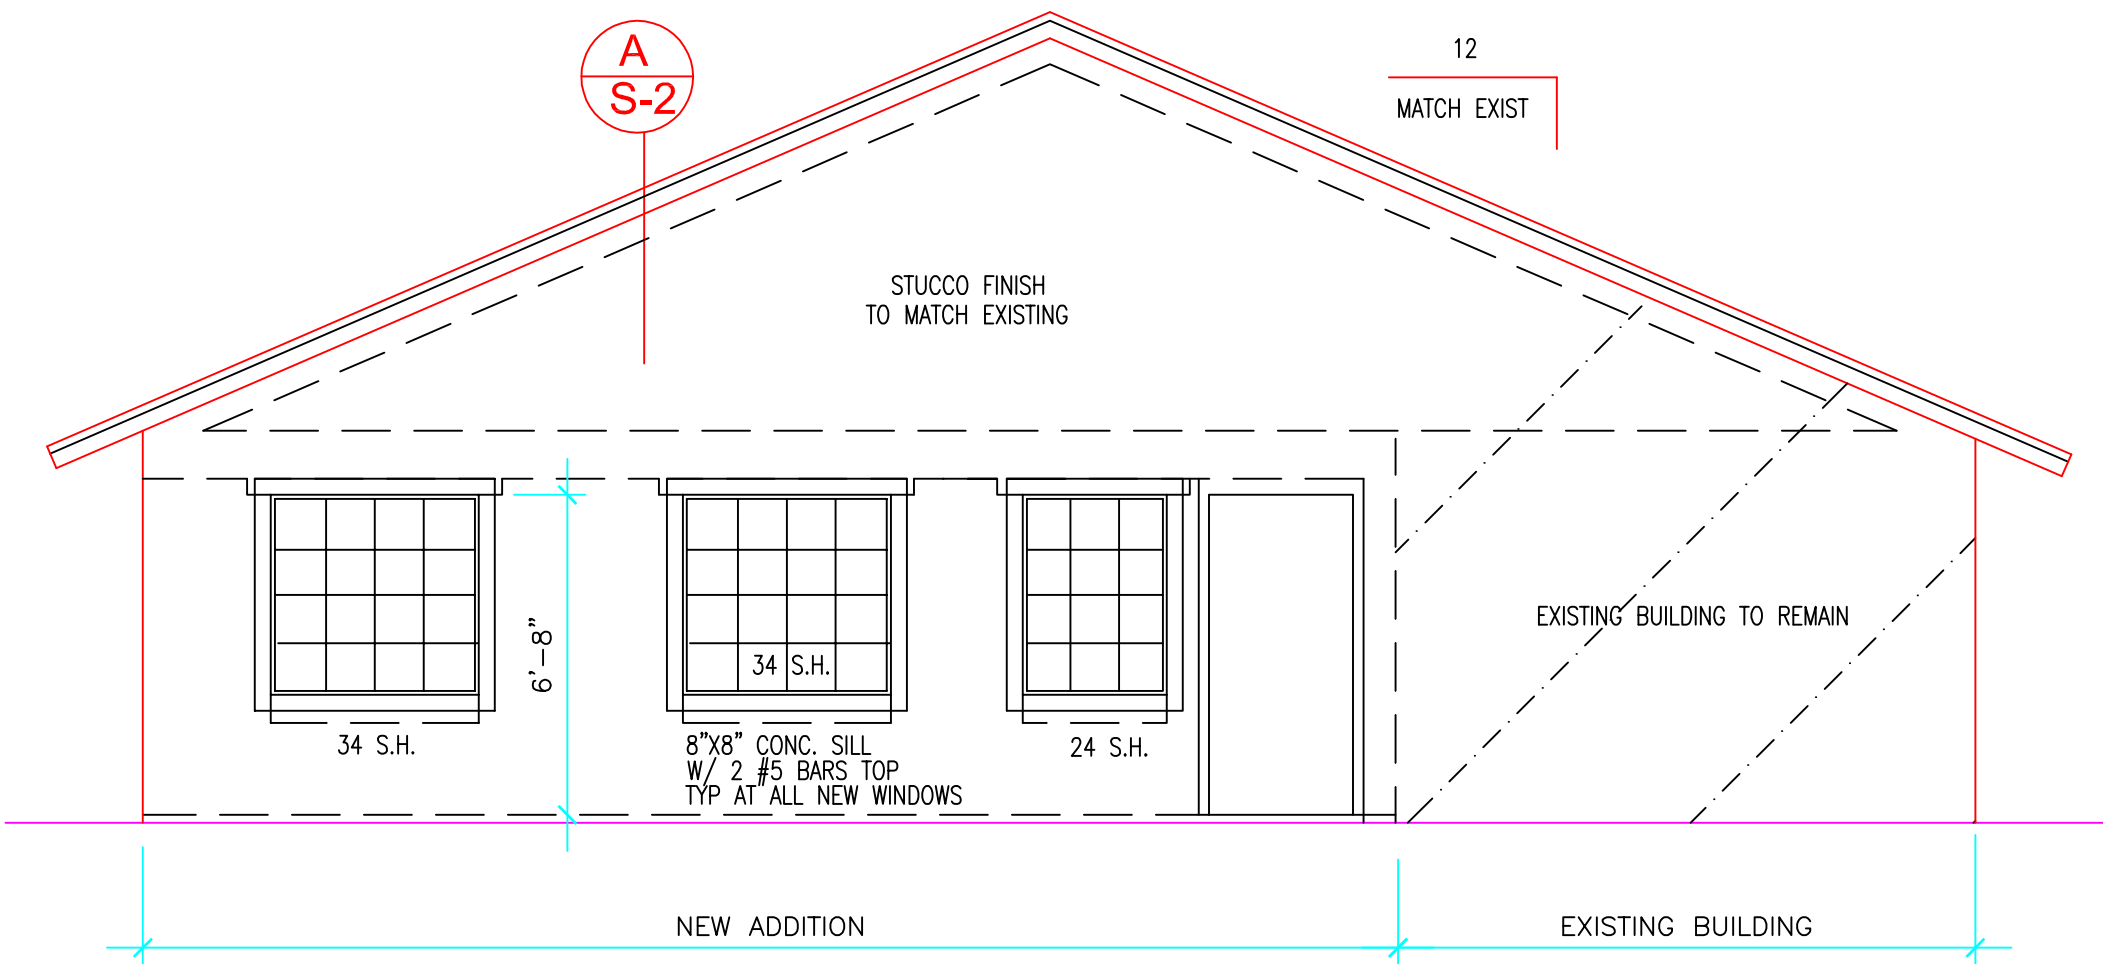 A
S-2
12
MATCH EXIST
STUCCO FINISH
TO MATCH EXISTING
EXISTING BUILDING TO REMAIN
6'-8"
34 S.H.
34 S.H.
24 S.H.
8"X8" CONC. SILL
W/ 2 #5 BARS TOP
TYP AT ALL NEW WINDOWS
NEW ADDITION
EXISTING BUILDING